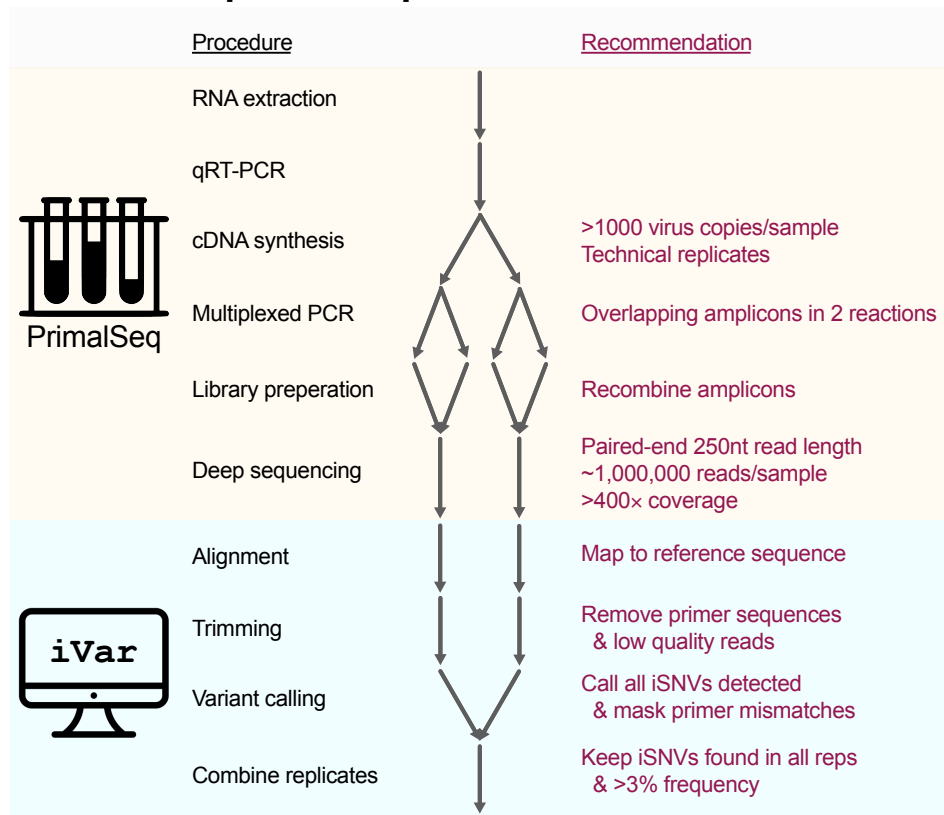 Procedure Recommendation
RNA extraction
qRT-PCR
cDNA synthesis
>1000 virus copies/sample
Technical replicates
PrimalSeq
Multiplexed PCR
Overlapping amplicons in 2 reactions
Library preperation
Recombine amplicons
Deep sequencing
Paired-end 250nt read length
~1,000,000 reads/sample
>400× coverage
Alignment
Map to reference sequence
iVar
Trimming
Remove primer sequences
& low quality reads
Variant calling
Call all iSNVs detected
& mask primer mismatches
Combine replicates
Keep iSNVs found in all reps
& >3% frequency